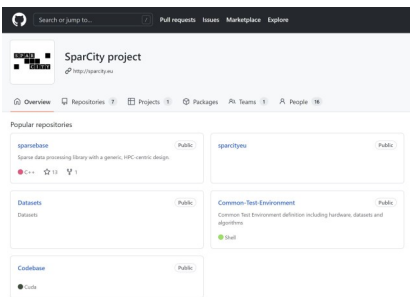 Search or jump to...
/
Pull requests Issues Marketplace Explore
SPAR
CITY
SparCity project
http://sparcity.eu
Overview Repositories 7 Projects 1 Packages Teams 1 People 16
Popular repositories
sparsebase Public
Sparse data processing library with a generic, HPC-centric design
C++ 13 1
sparcityeu Public
Datasets Public
Datasets
Common-Test-Environment Public
Common Test Environment definition including hardware, datasets and
algorithms
Shell
Codebase Public
Cuda